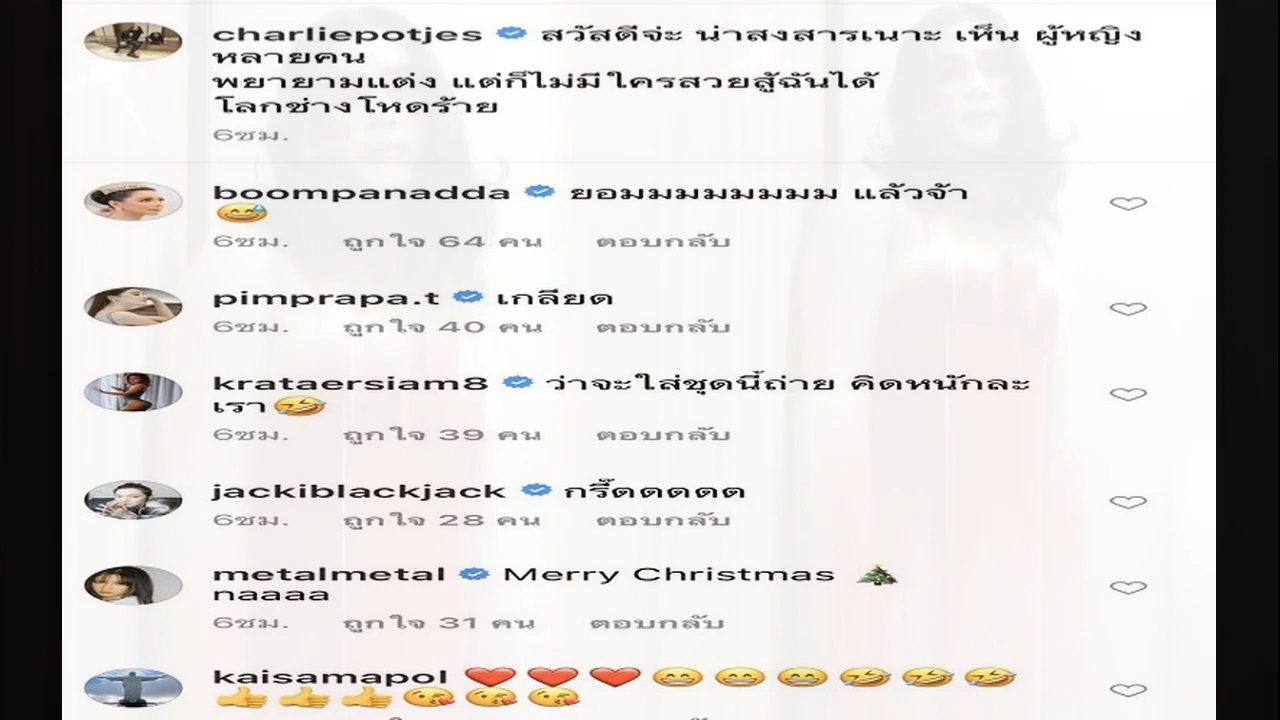 charliepotjes สวัสดีจ่ะ น่าสงสารเนาะ เห็น ผู้หญิง
หลายคน
พยายามแต่ง แต่ก็ไม่มีใครสวยสู้ฉันได้
โลกช่างโหดร้าย
6ชม.
boompanadda ยอมมมมมมมม แล้วจ้า
😅
6ชม. ถูกใจ 64 คน ตอบกลับ
pimprapa.t เกลียด
6ชม. ถูกใจ 40 คน ตอบกลับ
krataersiam8 ว่าจะใส่ชุดนี้ถ่าย คิดหนักละ
เรา 🤣
6ชม. ถูกใจ 39 คน ตอบกลับ
jackiblackjack กรี๊ดดดดด
6ชม. ถูกใจ 28 คน ตอบกลับ
metalmetal Merry Christmas 🎄
naaaa
6ชม. ถูกใจ 31 คน ตอบกลับ
kaisamapol ❤️❤️❤️😁😁😁🤣🤣🤣
👍👍👍😘😘😘